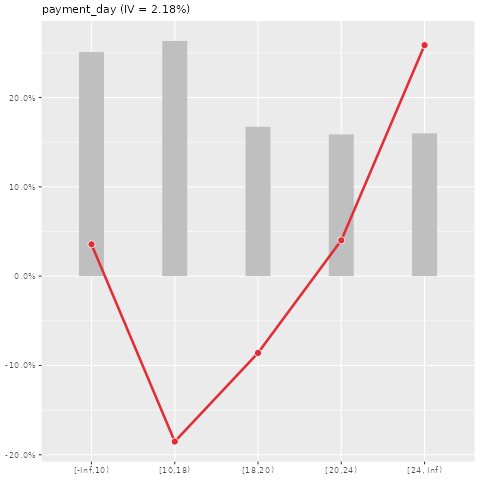 payment_day (IV = 2.18%)
20.0%
10.0%
0.0%
-10.0%
-20.0%
[-Inf,10) [10,18) [18,20) [20,24) [24, Inf)